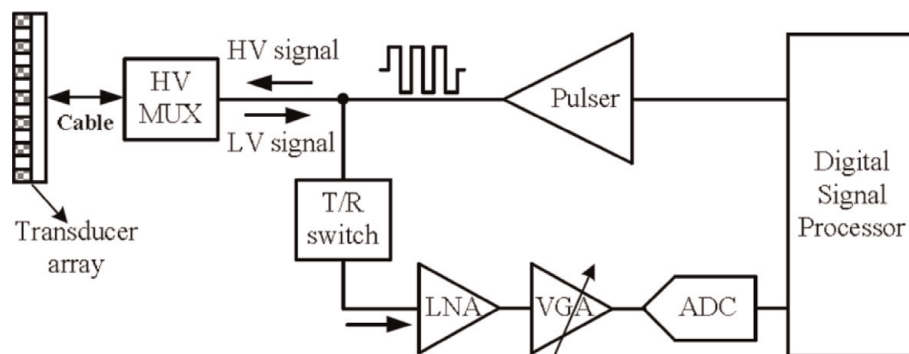 HV signal
HV
MUX
Cable
LV signal
Pulser
Digital
Signal
Processor
T/R
switch
Transducer
array
LNA
VGA
ADC